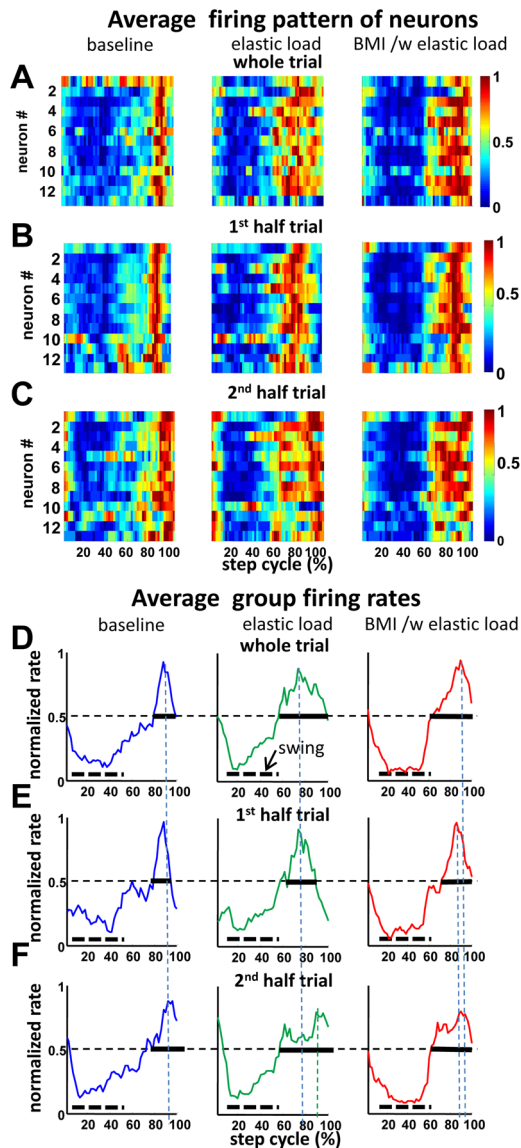 Average firing pattern of neurons
baseline elastic load BMI /w elastic load
whole trial
A
neuron #
2
4
6
8
10
12
1
0.5
0
1st half trial
B
neuron #
2
4
6
8
10
12
1
0.5
0
2nd half trial
C
neuron #
2
4
6
8
10
12
1
0.5
0
20 40 60 80 100 20 40 60 80 100 20 40 60 80 100
step cycle (%)
Average group firing rates
D
baseline elastic load BMI /w elastic load
whole trial
normalized rate
1
0.5
0
swing
20 40 60 80 100 20 40 60 80 100 20 40 60 80 100
E
1st half trial
normalized rate
1
0.5
0
20 40 60 80 100 20 40 60 80 100 20 40 60 80 100
F
2nd half trial
normalized rate
1
0.5
0
20 40 60 80 100 20 40 60 80 100 20 40 60 80 100
step cycle (%)